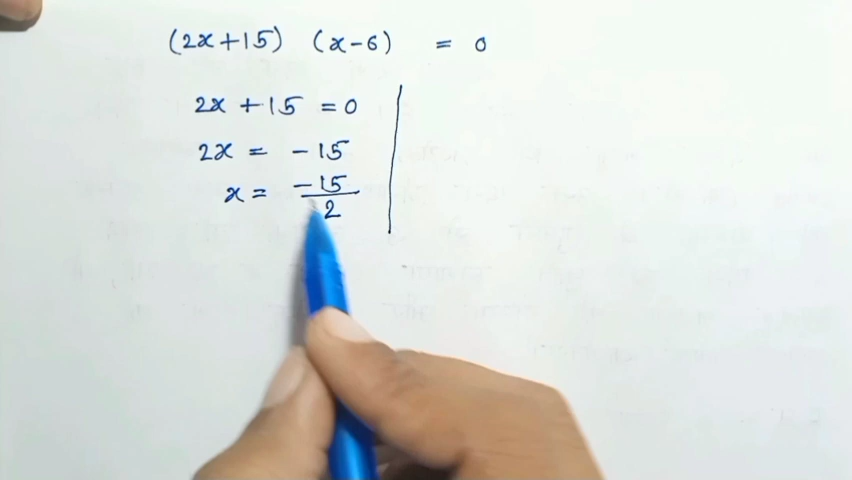 (2x+15) (x-6) = 0
2x + 15 = 0
2x = -15
x = -15/2